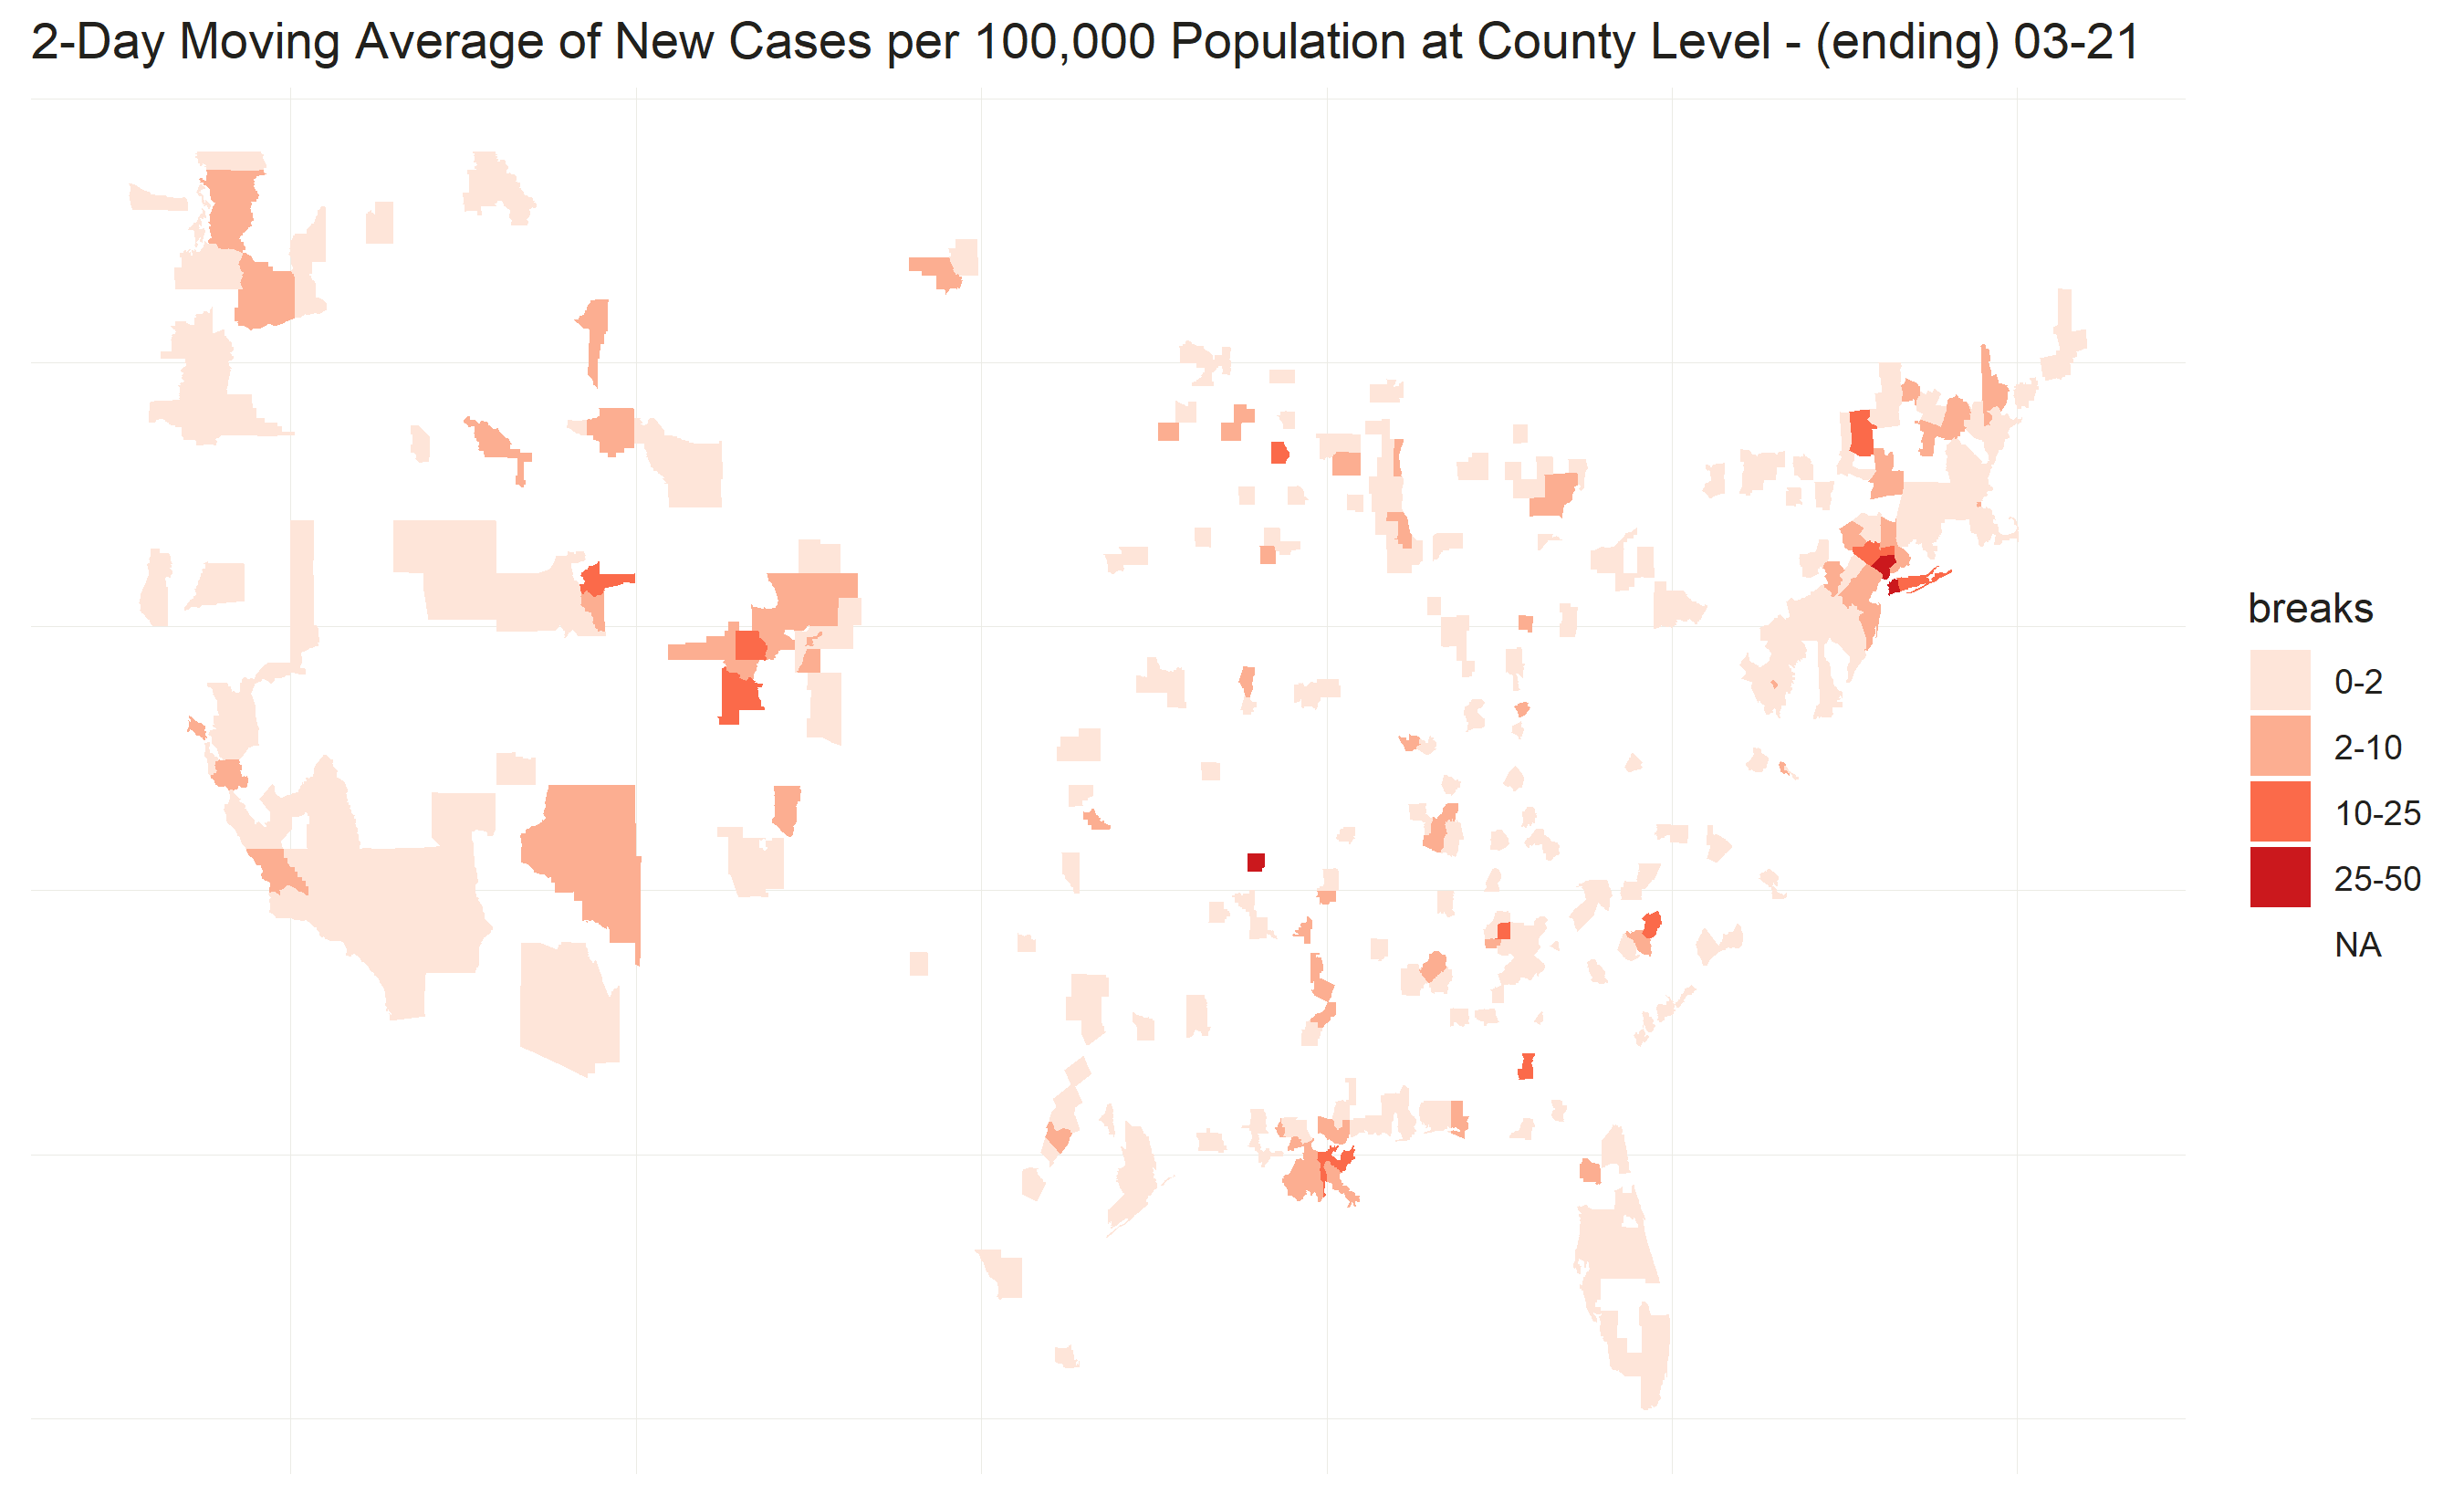 2-Day Moving Average of New Cases per 100,000 Population at County Level - (ending) 03-21
breaks
0-2
2-10
10-25
25-50
NA